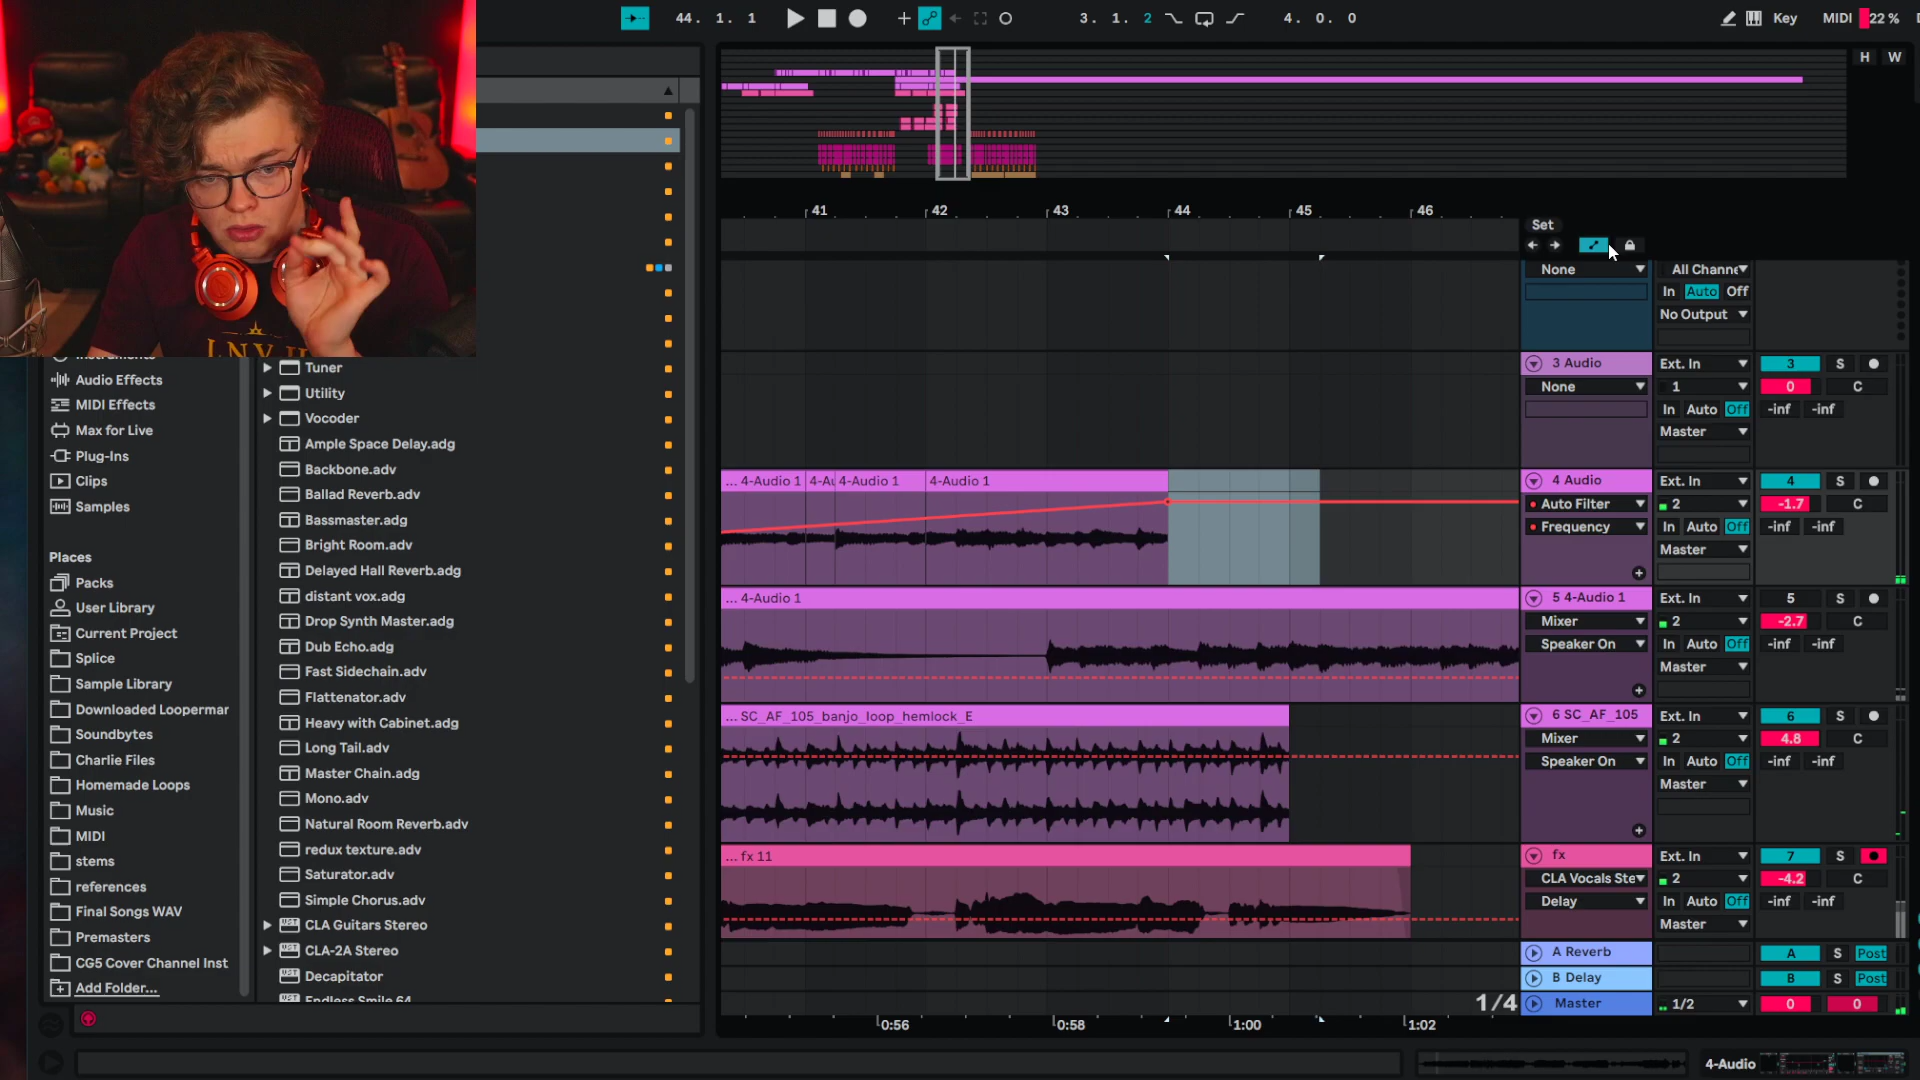 44. 1. 1
3. 1. 2
4. 0. 0
Key
MIDI
22 %
H W
41 42 43 44 45 46
Set
None
All Channe
In Auto Off
No Output
3 Audio
Ext. In
3
S
None
1
0
C
In Auto Off
-inf -inf
Master
... 4-Audio 1
4-Au
4-Audio 1
4-Audio 1
4 Audio
Ext. In
4
S
Auto Filter
2
-1.7
C
Frequency
In Auto Off
-inf -inf
Master
... 4-Audio 1
5 4-Audio 1
Ext. In
5
S
Mixer
2
-2.7
C
Speaker On
In Auto Off
-inf -inf
Master
... SC_AF_105_banjo_loop_hemlock_E
6 SC_AF_105
Ext. In
6
S
Mixer
2
4.8
C
Speaker On
In Auto Off
-inf -inf
Master
... fx 11
fx
Ext. In
7
S
CLA Vocals Ste
2
-4.2
C
Delay
In Auto Off
-inf -inf
Master
A Reverb
A
S
Post
B Delay
B
S
Post
1/4
Master
1/2
0
0
0:56
0:58
1:00
1:02
4-Audio
Instruments
Audio Effects
MIDI Effects
Max for Live
Plug-Ins
Clips
Samples
Places
Packs
User Library
Current Project
Splice
Sample Library
Downloaded Loopermar
Soundbytes
Charlie Files
Homemade Loops
Music
MIDI
stems
references
Final Songs WAV
Premasters
CG5 Cover Channel Inst
Add Folder...
Tuner
Utility
Vocoder
Ample Space Delay.adg
Backbone.adv
Ballad Reverb.adv
Bassmaster.adg
Bright Room.adv
Delayed Hall Reverb.adg
distant vox.adg
Drop Synth Master.adg
Dub Echo.adg
Fast Sidechain.adv
Flattenator.adv
Heavy with Cabinet.adg
Long Tail.adv
Master Chain.adg
Mono.adv
Natural Room Reverb.adv
redux texture.adv
Saturator.adv
Simple Chorus.adv
CLA Guitars Stereo
CLA-2A Stereo
Decapitator
Endless Smile 64